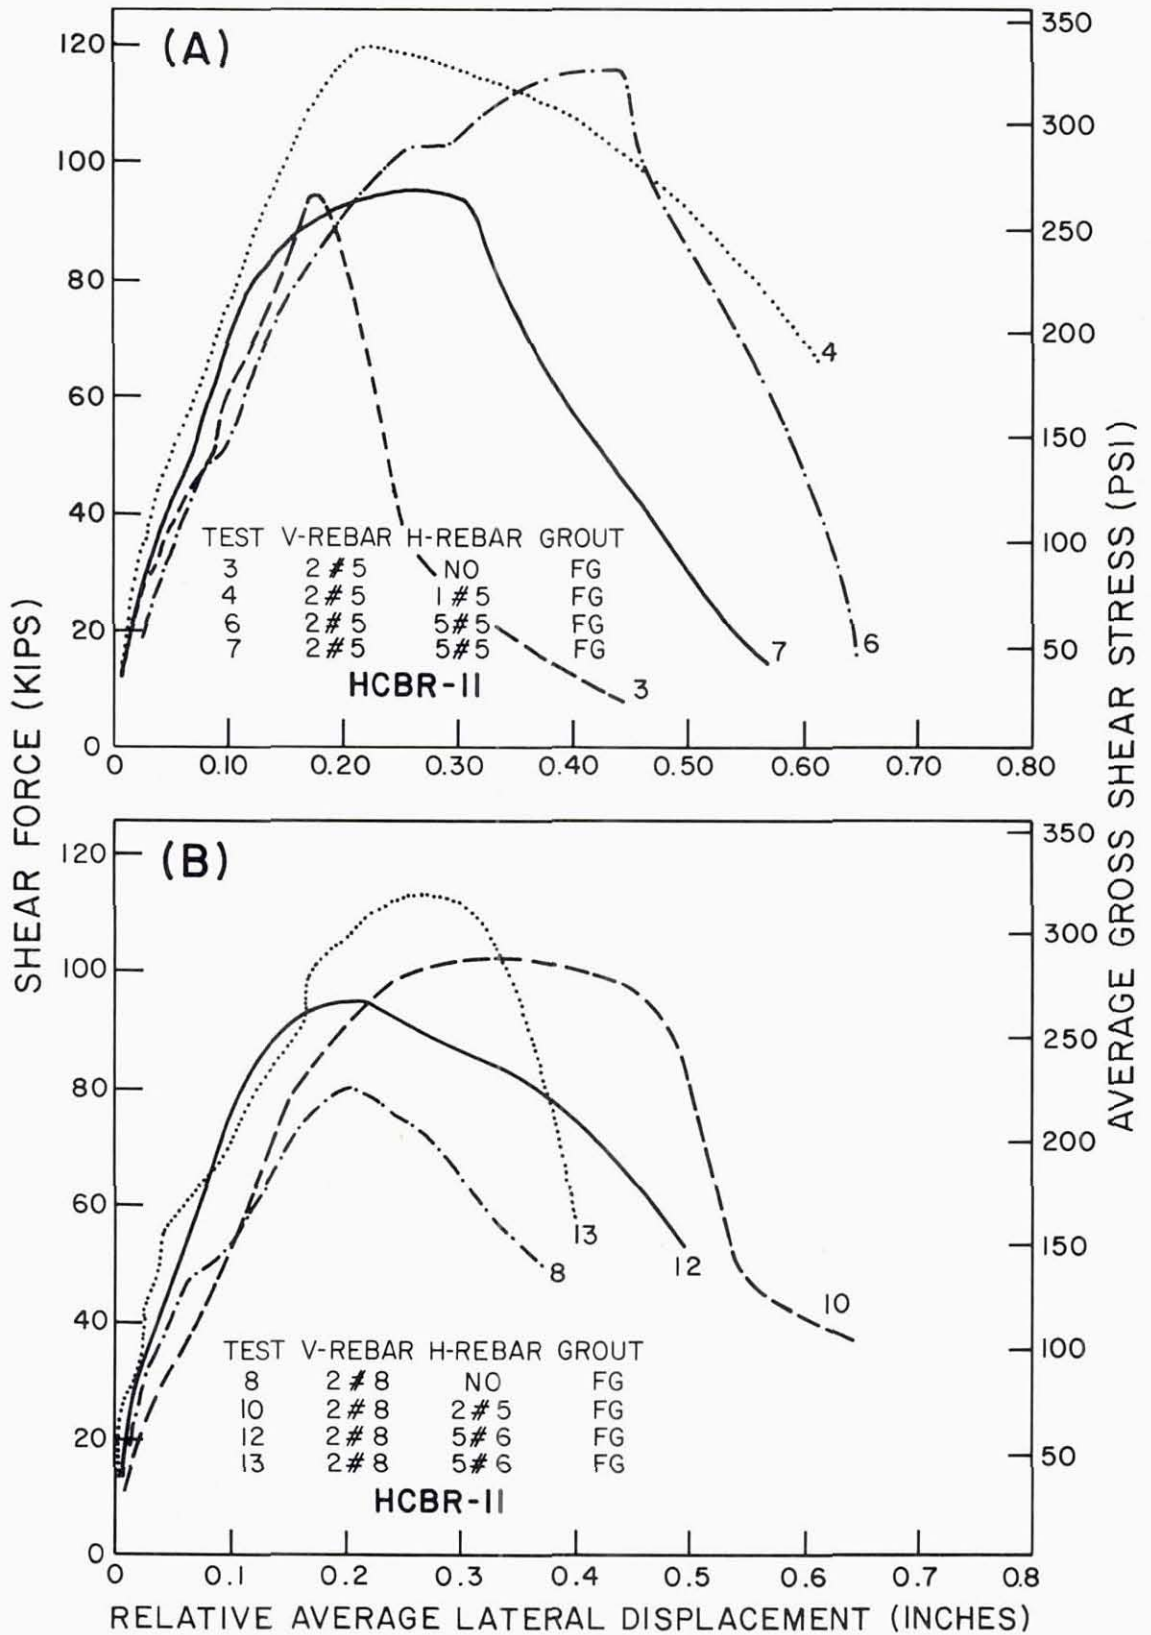 (A)
120
100
80
60
40
20
0
350
300
250
200
150
100
50
4
6
7
3
TEST V-REBAR H-REBAR GROUT
3 2#5 NO FG
4 2#5 1#5 FG
6 2#5 5#5 FG
7 2#5 5#5 FG
HCBR-11
0 0.10 0.20 0.30 0.40 0.50 0.60 0.70 0.80
SHEAR FORCE (KIPS)
AVERAGE GROSS SHEAR STRESS (PSI)
(B)
120
100
80
60
40
20
0
350
300
250
200
150
100
50
13
12
8
10
TEST V-REBAR H-REBAR GROUT
8 2#8 NO FG
10 2#8 2#5 FG
12 2#8 5#6 FG
13 2#8 5#6 FG
HCBR-11
0 0.1 0.2 0.3 0.4 0.5 0.6 0.7 0.8
RELATIVE AVERAGE LATERAL DISPLACEMENT (INCHES)